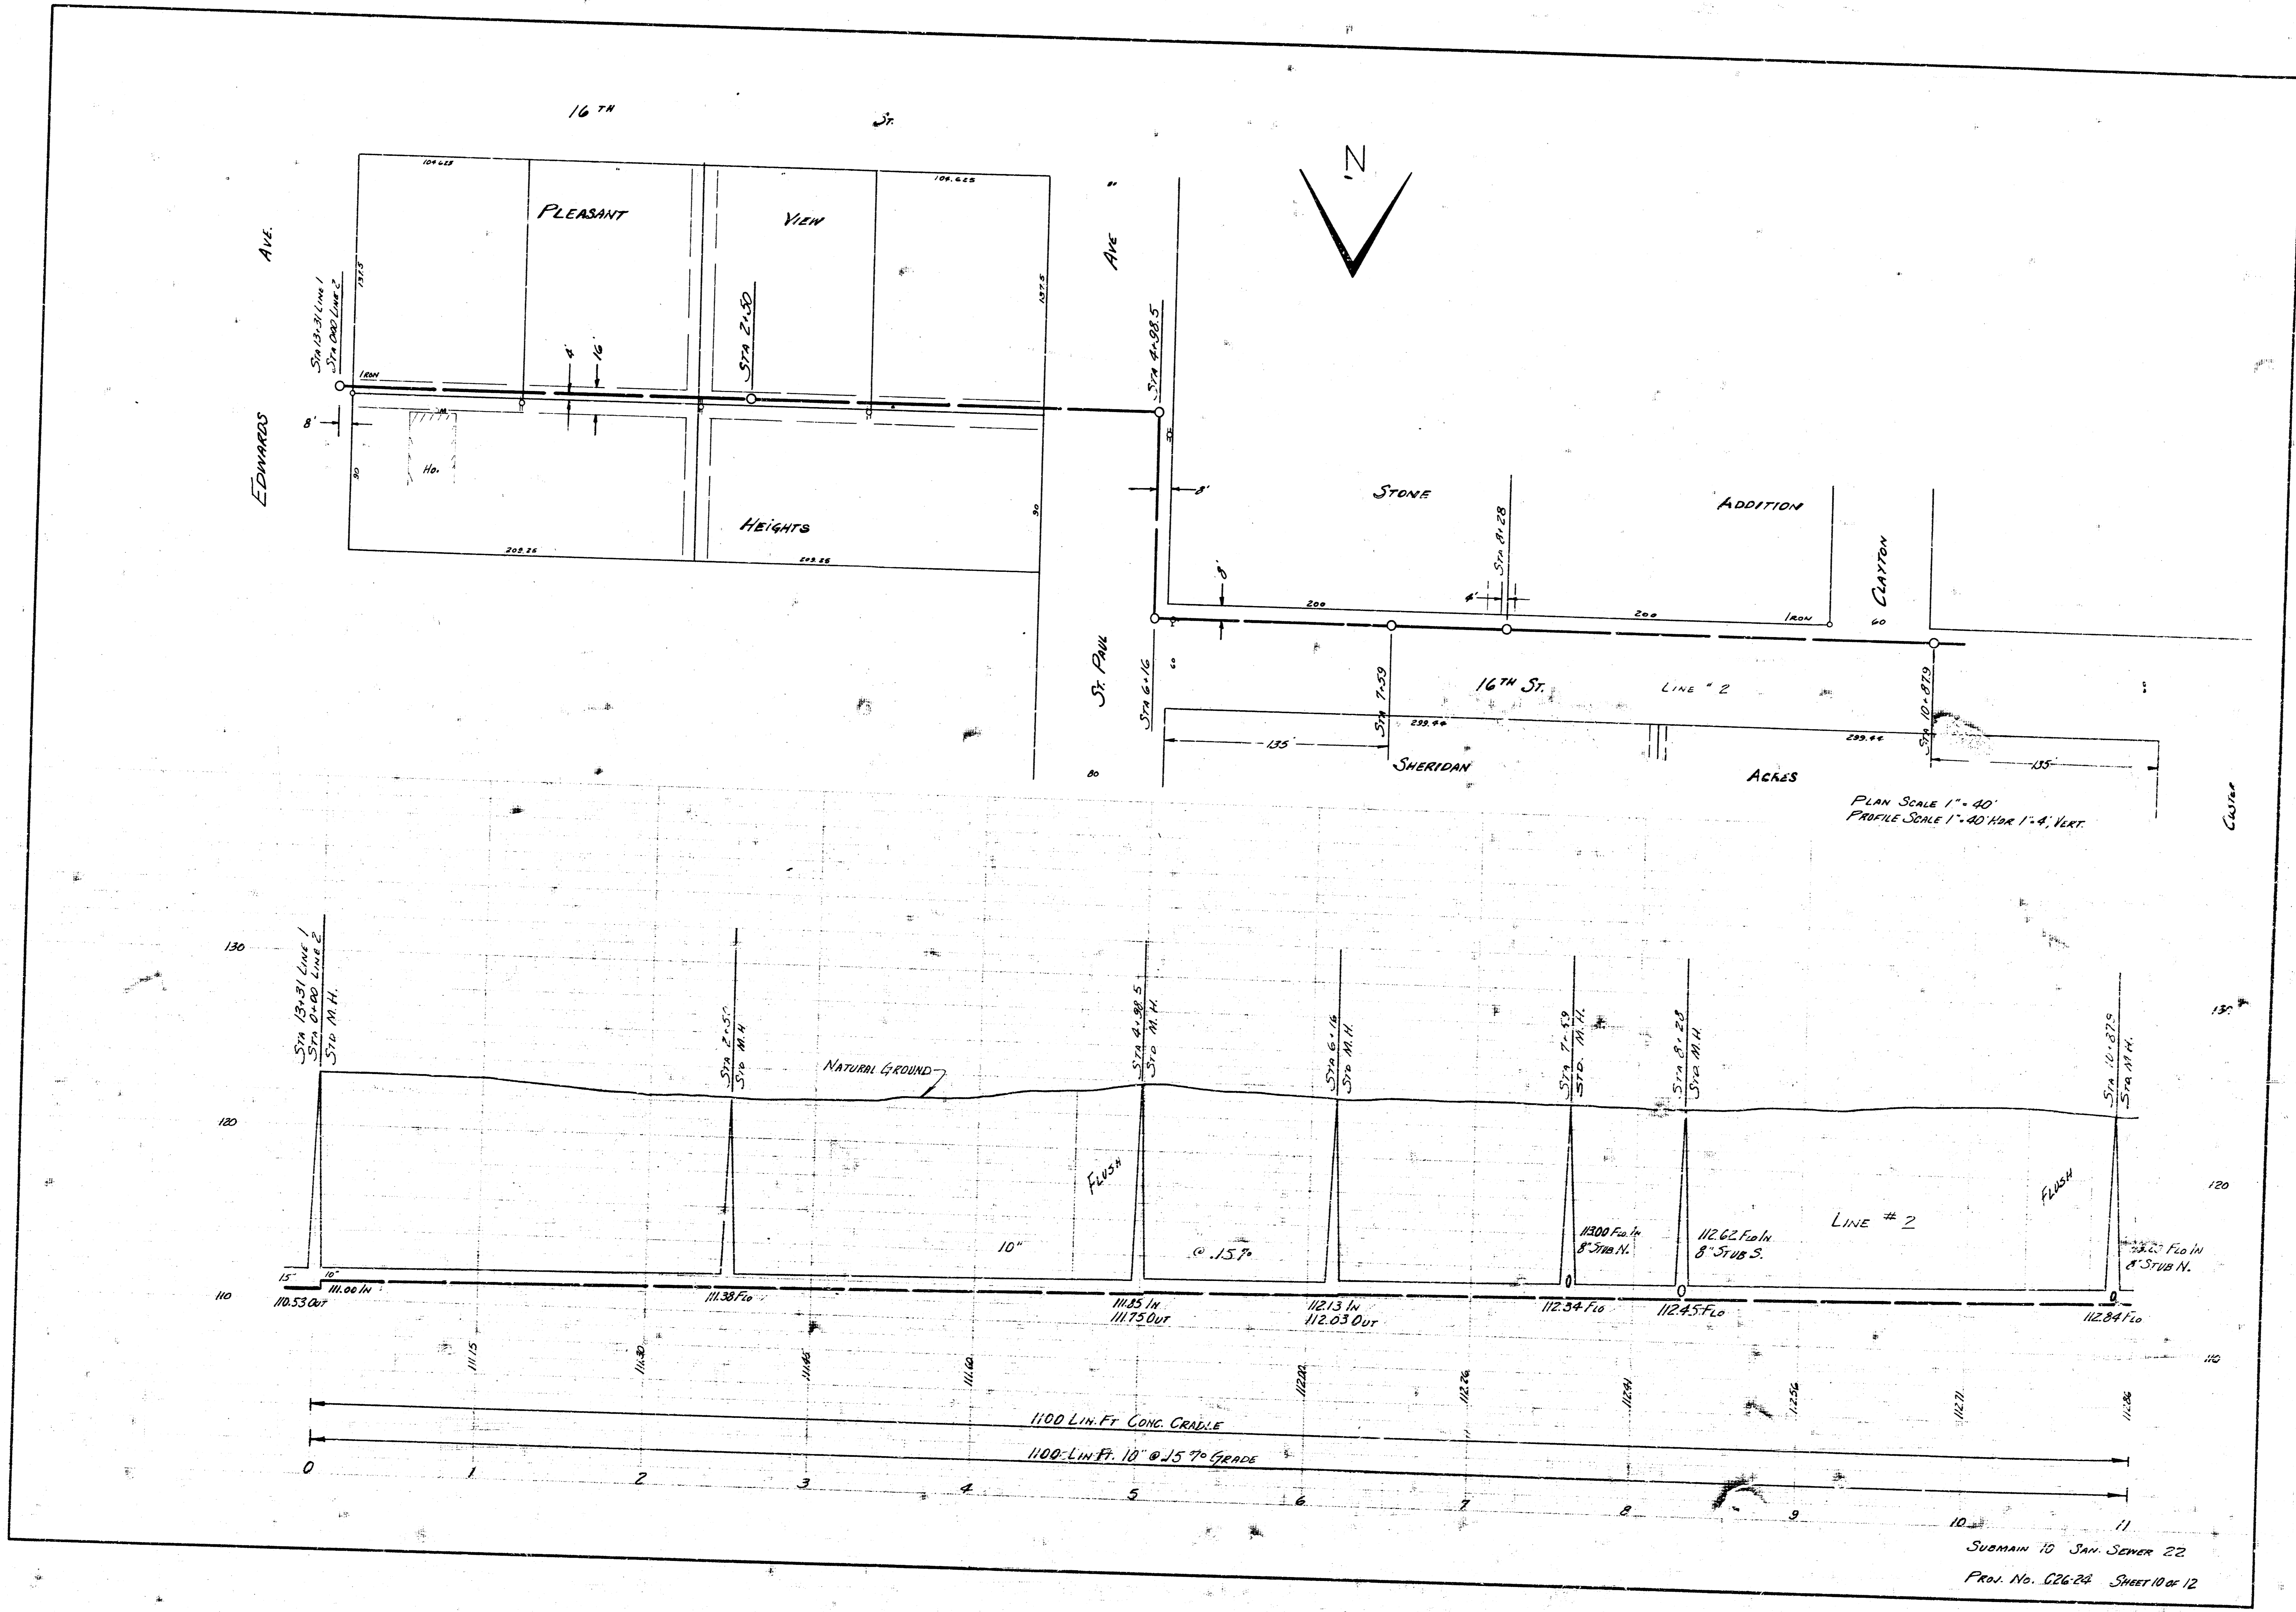 16 TH ST.
104.625
104.625
PLEASANT
VIEW
137.5
137.5
AVE.
EDWARDS
STA 13+31 LINE 1
STA 0+00 LINE 2
IRON
4'
16'
STA 2+50
8'
90
HO.
HEIGHTS
90
209.25
209.25
80
AVE
ST. PAUL
80
N
STA 4+98.5
8'
8'
STONE
ADDITION
STA 8+28
4'
200
200
IRON
60
CLAYTON
STA 6+16
60
STA 7+59
16TH ST.
LINE #2
STA 10+87.9
299.44
299.44
135'
135'
SHERIDAN
ACRES
CUSTER
PLAN SCALE 1"=40'
PROFILE SCALE 1"=40' HOR 1"=4', VERT.
130
STA 13+31 LINE 1
STA 0+00 LINE 2
STD M.H.
STA 2+50
STD M.H.
NATURAL GROUND
STA 4+98.5
STD M.H.
STA 6+16
STD M.H.
STA 7+59
STD. M.H.
STA 8+28
STD M.H.
STA 10+87.9
STD. M.H.
130
120
FLUSH
FLUSH
120
10"
@ .15%
113.00 FLO IN
8" STUB N.
112.62 FLO IN
8" STUB S.
LINE # 2
FLO IN
8" STUB N.
15"
10"
110
110.53 OUT
111.00 IN
111.38 FLO
111.85 IN
111.75 OUT
112.13 IN
112.03 OUT
112.34 FLO
112.45 FLO
112.84 FLO
110
111.15
111.30
111.45
111.60
112.00
112.26
112.41
112.56
112.71
112.86
1100 LIN. FT CONC. CRADLE
1100 LIN FT. 10" @ .15 % GRADE
0 1 2 3 4 5 6 7 8 9 10 11
SUBMAIN 10 SAN. SEWER 22
PROJ. NO. C26-24 SHEET 10 OF 12